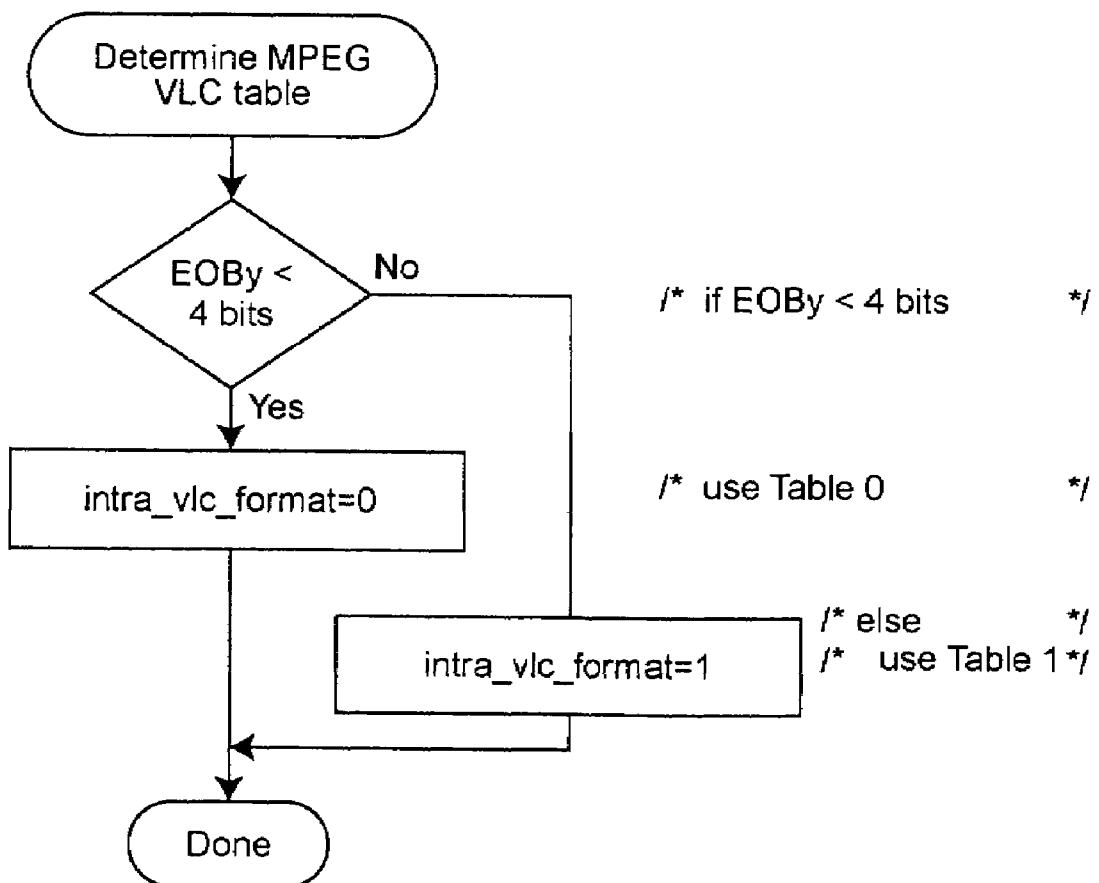 Determine MPEG
VLC table
EOBy <
4 bits
No
/* if EOBy < 4 bits */
Yes
intra_vlc_format=0
/* use Table 0 */
/* else */
intra_vlc_format=1
/* use Table 1 */
Done